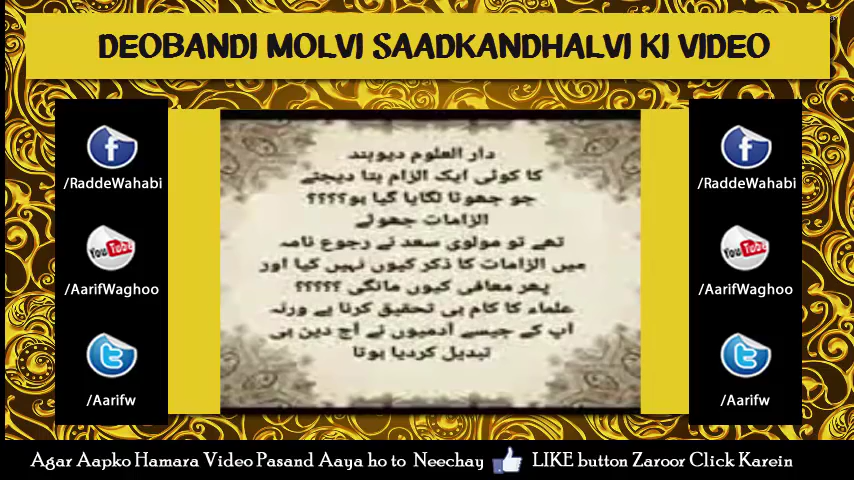 DEOBANDI MOLVI SAADKANDHALVI KI VIDEO
/RaddeWahabi
You Tube
/AarifWaghoo
/Aarifw
دار العلوم دیوبند
کا کوئی ایک الزام بتا دیجئے
جو جھوٹا لگایا گیا ہو؟؟؟؟
الزامات جھوٹے
تھے تو مولوی سعد نے رجوع نامہ
میں الزامات کا ذکر کیوں نہیں کیا اور
پھر معافی کیوں مانگی ؟؟؟؟؟
علماء کا کام ہی تحقیق کرنا ہے ورنہ
آپ کے جیسے آدمیوں نے آج دین ہی
تبدیل کردیا ہوتا
/RaddeWahabi
You Tube
/AarifWaghoo
/Aarifw
Agar Aapko Hamara Video Pasand Aaya ho to Neechay LIKE button Zaroor Click Karein